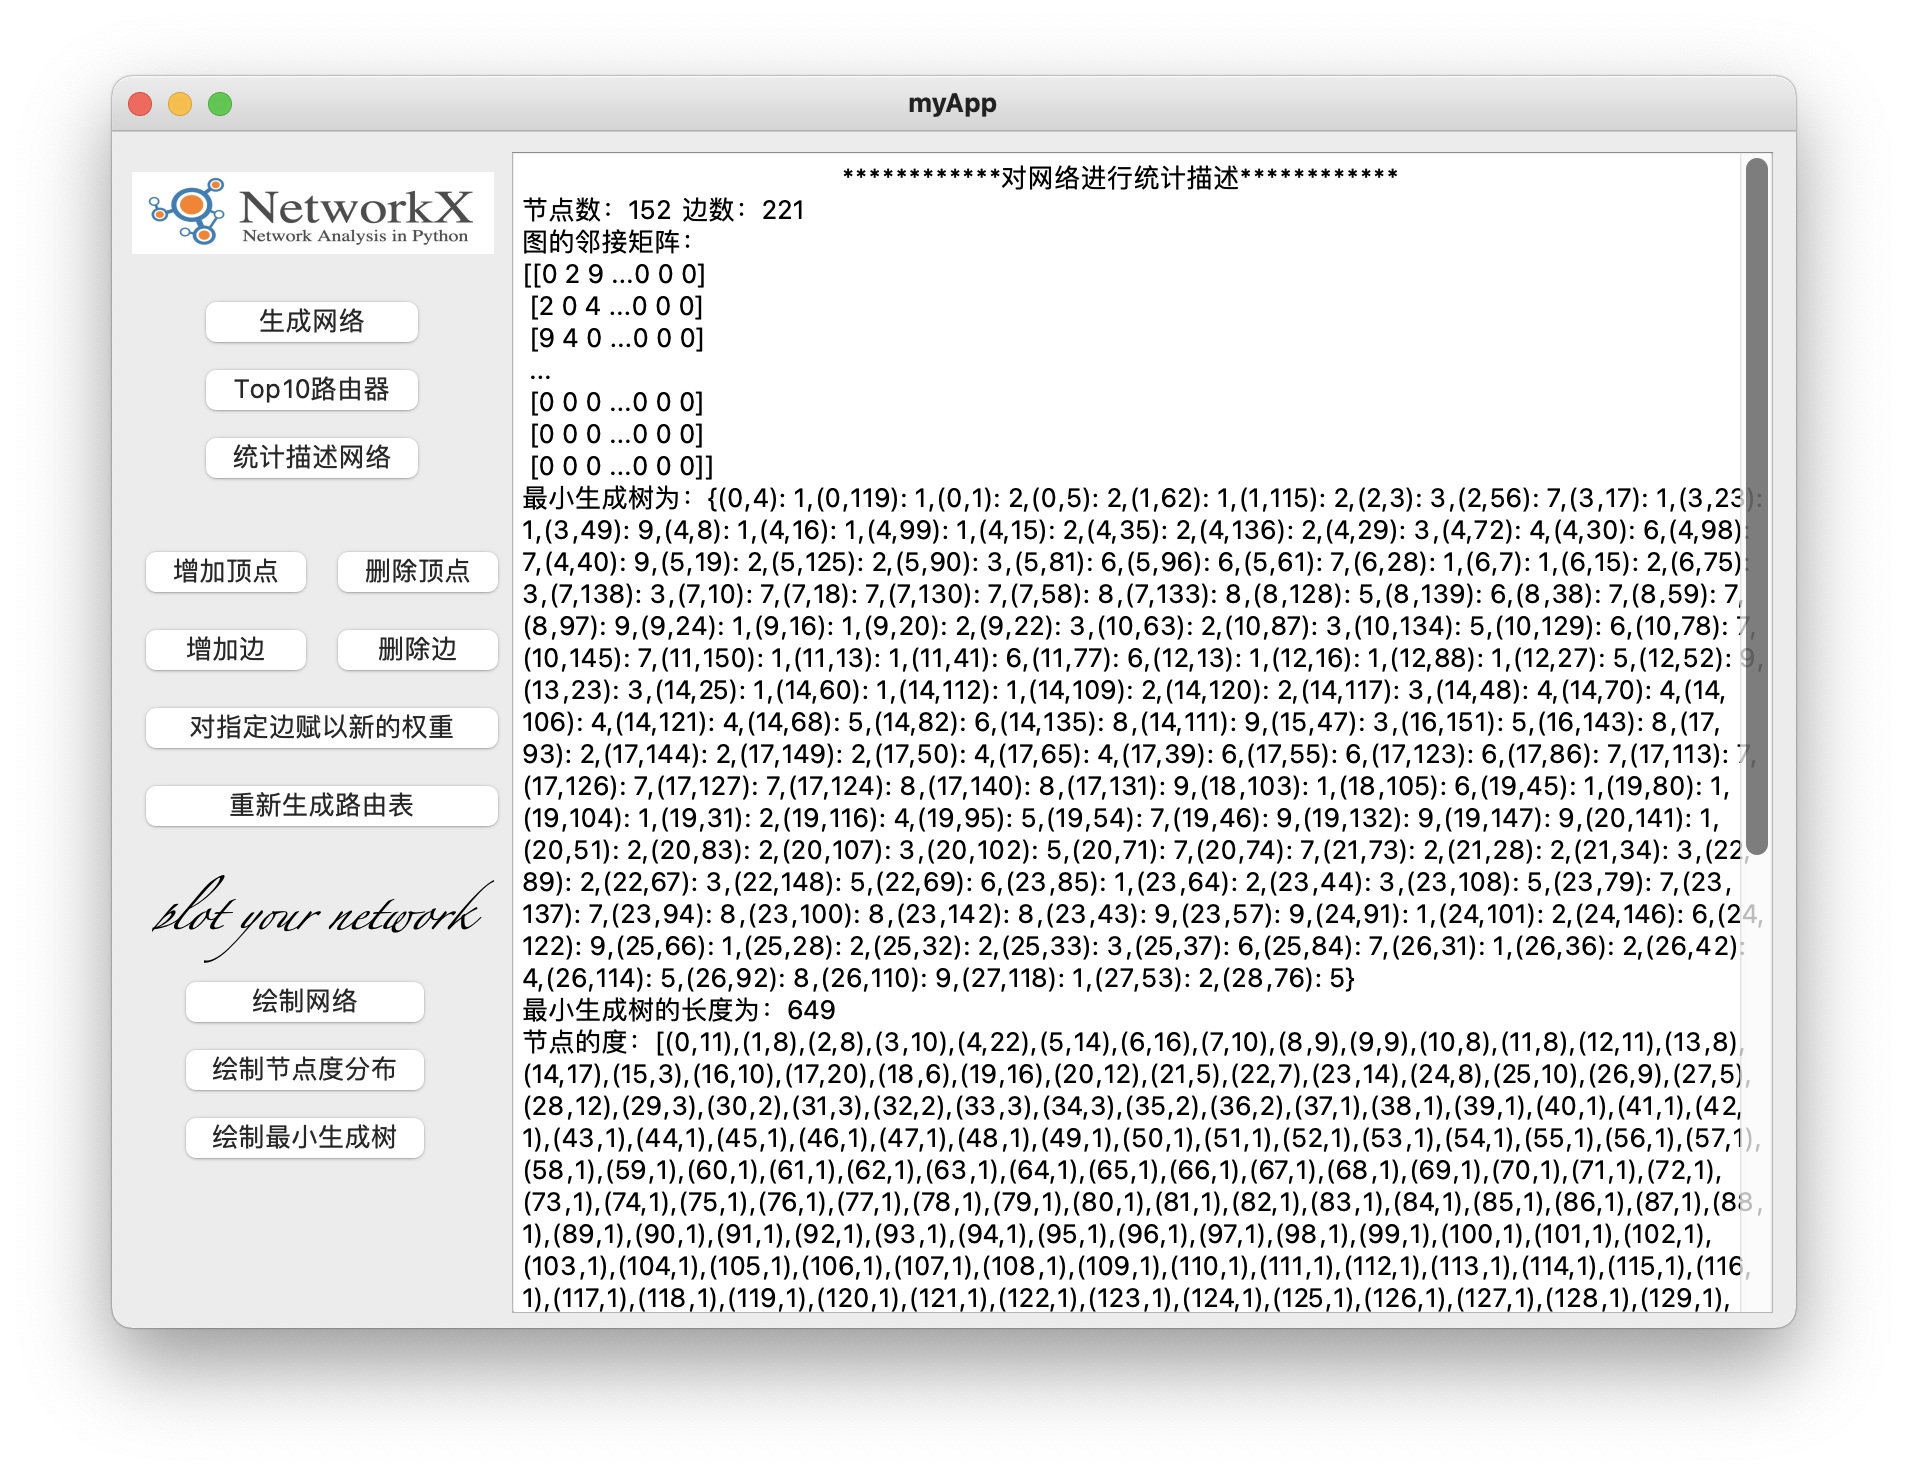 myApp
NetworkX
Network Analysis in Python
生成网络
Top10路由器
统计描述网络
增加顶点
删除顶点
增加边
删除边
对指定边赋以新的权重
重新生成路由表
plot your network
绘制网络
绘制节点度分布
绘制最小生成树
************对网络进行统计描述************
节点数：152 边数：221
图的邻接矩阵：
[[0 2 9 ...0 0 0]
[2 0 4 ...0 0 0]
[9 4 0 ...0 0 0]
...
[0 0 0 ...0 0 0]
[0 0 0 ...0 0 0]
[0 0 0 ...0 0 0]]
最小生成树为：{(0,4): 1,(0,119): 1,(0,1): 2,(0,5): 2,(1,62): 1,(1,115): 2,(2,3): 3,(2,56): 7,(3,17): 1,(3,23):
1,(3,49): 9,(4,8): 1,(4,16): 1,(4,99): 1,(4,15): 2,(4,35): 2,(4,136): 2,(4,29): 3,(4,72): 4,(4,30): 6,(4,98):
7,(4,40): 9,(5,19): 2,(5,125): 2,(5,90): 3,(5,81): 6,(5,96): 6,(5,61): 7,(6,28): 1,(6,7): 1,(6,15): 2,(6,75):
3,(7,138): 3,(7,10): 7,(7,18): 7,(7,130): 7,(7,58): 8,(7,133): 8,(8,128): 5,(8,139): 6,(8,38): 7,(8,59): 7,
(8,97): 9,(9,24): 1,(9,16): 1,(9,20): 2,(9,22): 3,(10,63): 2,(10,87): 3,(10,134): 5,(10,129): 6,(10,78): 7,
(10,145): 7,(11,150): 1,(11,13): 1,(11,41): 6,(11,77): 6,(12,13): 1,(12,16): 1,(12,88): 1,(12,27): 5,(12,52): 9,
(13,23): 3,(14,25): 1,(14,60): 1,(14,112): 1,(14,109): 2,(14,120): 2,(14,117): 3,(14,48): 4,(14,70): 4,(14,
106): 4,(14,121): 4,(14,68): 5,(14,82): 6,(14,135): 8,(14,111): 9,(15,47): 3,(16,151): 5,(16,143): 8,(17,
93): 2,(17,144): 2,(17,149): 2,(17,50): 4,(17,65): 4,(17,39): 6,(17,55): 6,(17,123): 6,(17,86): 7,(17,113): 7,
(17,126): 7,(17,127): 7,(17,124): 8,(17,140): 8,(17,131): 9,(18,103): 1,(18,105): 6,(19,45): 1,(19,80): 1,
(19,104): 1,(19,31): 2,(19,116): 4,(19,95): 5,(19,54): 7,(19,46): 9,(19,132): 9,(19,147): 9,(20,141): 1,
(20,51): 2,(20,83): 2,(20,107): 3,(20,102): 5,(20,71): 7,(20,74): 7,(21,73): 2,(21,28): 2,(21,34): 3,(22,
89): 2,(22,67): 3,(22,148): 5,(22,69): 6,(23,85): 1,(23,64): 2,(23,44): 3,(23,108): 5,(23,79): 7,(23,
137): 7,(23,94): 8,(23,100): 8,(23,142): 8,(23,43): 9,(23,57): 9,(24,91): 1,(24,101): 2,(24,146): 6,(24,
122): 9,(25,66): 1,(25,28): 2,(25,32): 2,(25,33): 3,(25,37): 6,(25,84): 7,(26,31): 1,(26,36): 2,(26,42):
4,(26,114): 5,(26,92): 8,(26,110): 9,(27,118): 1,(27,53): 2,(28,76): 5}
最小生成树的长度为：649
节点的度：[(0,11),(1,8),(2,8),(3,10),(4,22),(5,14),(6,16),(7,10),(8,9),(9,9),(10,8),(11,8),(12,11),(13,8),
(14,17),(15,3),(16,10),(17,20),(18,6),(19,16),(20,12),(21,5),(22,7),(23,14),(24,8),(25,10),(26,9),(27,5),
(28,12),(29,3),(30,2),(31,3),(32,2),(33,3),(34,3),(35,2),(36,2),(37,1),(38,1),(39,1),(40,1),(41,1),(42,
1),(43,1),(44,1),(45,1),(46,1),(47,1),(48,1),(49,1),(50,1),(51,1),(52,1),(53,1),(54,1),(55,1),(56,1),(57,1),
(58,1),(59,1),(60,1),(61,1),(62,1),(63,1),(64,1),(65,1),(66,1),(67,1),(68,1),(69,1),(70,1),(71,1),(72,1),
(73,1),(74,1),(75,1),(76,1),(77,1),(78,1),(79,1),(80,1),(81,1),(82,1),(83,1),(84,1),(85,1),(86,1),(87,1),(88,
1),(89,1),(90,1),(91,1),(92,1),(93,1),(94,1),(95,1),(96,1),(97,1),(98,1),(99,1),(100,1),(101,1),(102,1),
(103,1),(104,1),(105,1),(106,1),(107,1),(108,1),(109,1),(110,1),(111,1),(112,1),(113,1),(114,1),(115,1),(116,
1),(117,1),(118,1),(119,1),(120,1),(121,1),(122,1),(123,1),(124,1),(125,1),(126,1),(127,1),(128,1),(129,1),